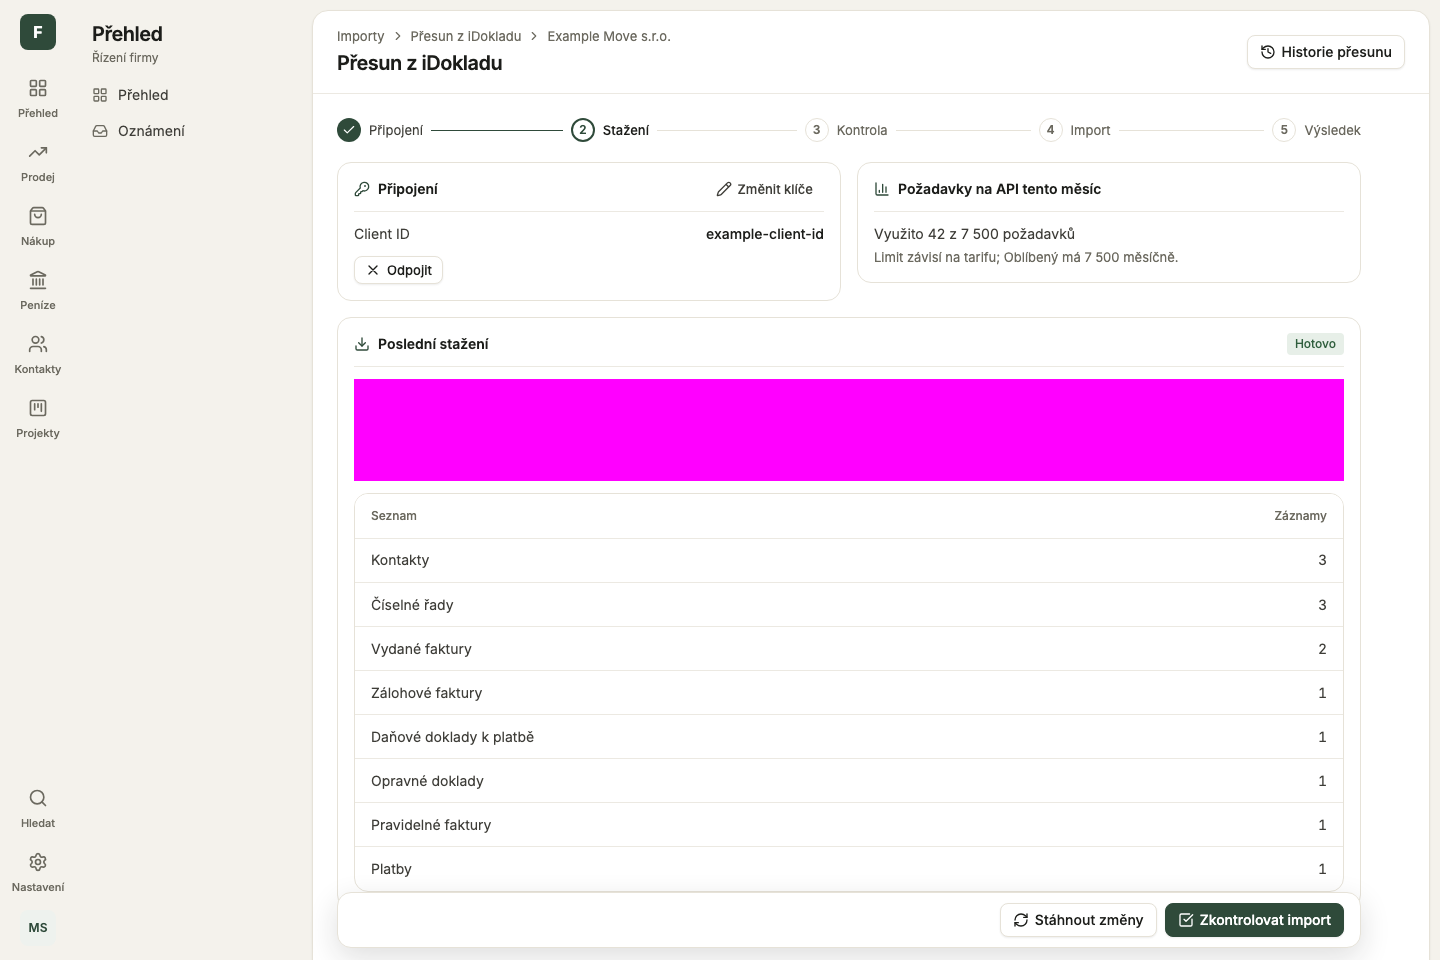 F
Přehled
Prodej
Nákup
Peníze
Kontakty
Projekty
Hledat
Nastavení
MS
Přehled
Řízení firmy
Přehled
Oznámení
Importy > Přesun z iDokladu > Example Move s.r.o.
Přesun z iDokladu
Historie přesunu
Připojení
2 Stažení
3 Kontrola
4 Import
5 Výsledek
Připojení
Změnit klíče
Client ID example-client-id
Odpojit
Požadavky na API tento měsíc
Využito 42 z 7 500 požadavků
Limit závisí na tarifu; Oblíbený má 7 500 měsíčně.
Poslední stažení
Hotovo
Seznam Záznamy
Kontakty 3
Číselné řady 3
Vydané faktury 2
Zálohové faktury 1
Daňové doklady k platbě 1
Opravné doklady 1
Pravidelné faktury 1
Platby 1
Stáhnout změny
Zkontrolovat import